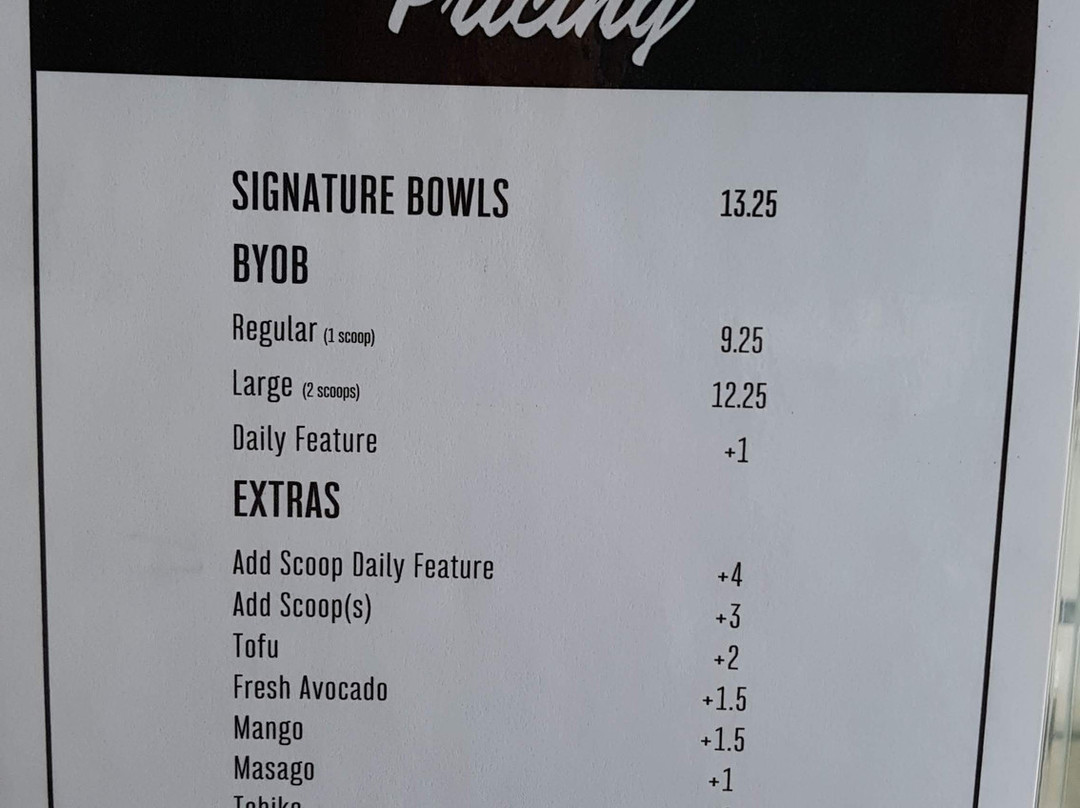 Pricing
SIGNATURE BOWLS 13.25
BYOB
Regular (1 scoop) 9.25
Large (2 scoops) 12.25
Daily Feature +1
EXTRAS
Add Scoop Daily Feature +4
Add Scoop(s) +3
Tofu +2
Fresh Avocado +1.5
Mango +1.5
Masago +1
Tobiko